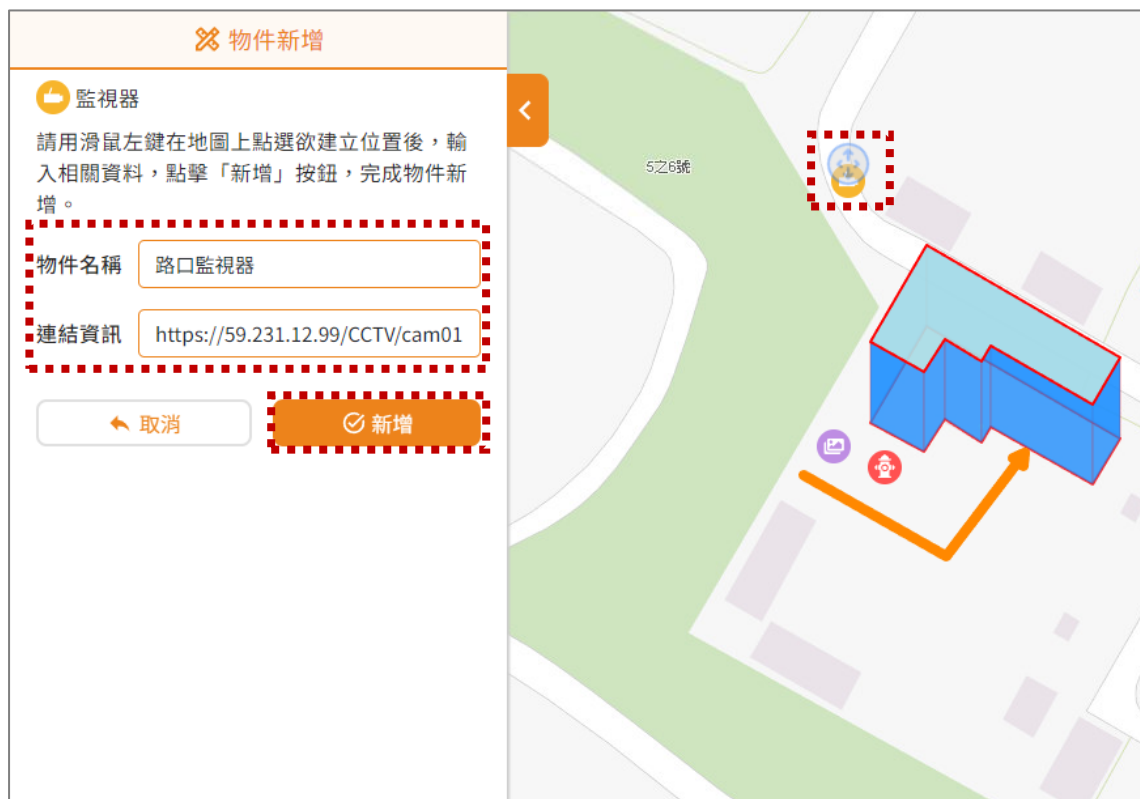 物件新增
監視器
請用滑鼠左鍵在地圖上點選欲建立位置後，輸
入相關資料，點擊「新增」按鈕，完成物件新
增。
物件名稱 路口監視器
連結資訊 https://59.231.12.99/CCTV/cam01
取消 新增
5之6號